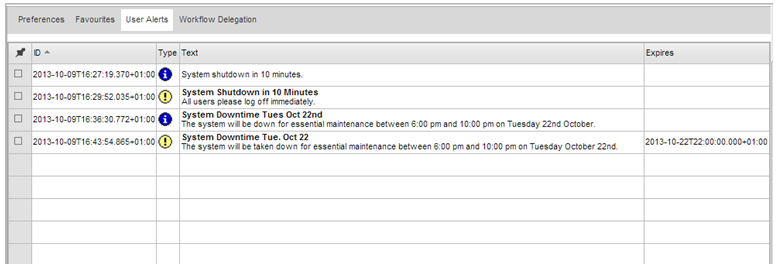 Preferences Favourites User Alerts Workflow Delegation
ID Type Text Expires
2013-10-09T16:27:19.370+01:00 System shutdown in 10 minutes.
2013-10-09T16:29:52.035+01:00 System Shutdown in 10 Minutes
All users please log off immediately.
2013-10-09T16:36:30.772+01:00 System Downtime Tues Oct 22nd
The system will be down for essential maintenance between 6:00 pm and 10:00 pm on Tuesday 22nd October.
2013-10-09T16:43:54.865+01:00 System Downtime Tue. Oct 22 2013-10-22T22:00:00.000+01:00
The system will be taken down for essential maintenance between 6:00 pm and 10:00 pm on Tuesday October 22nd.